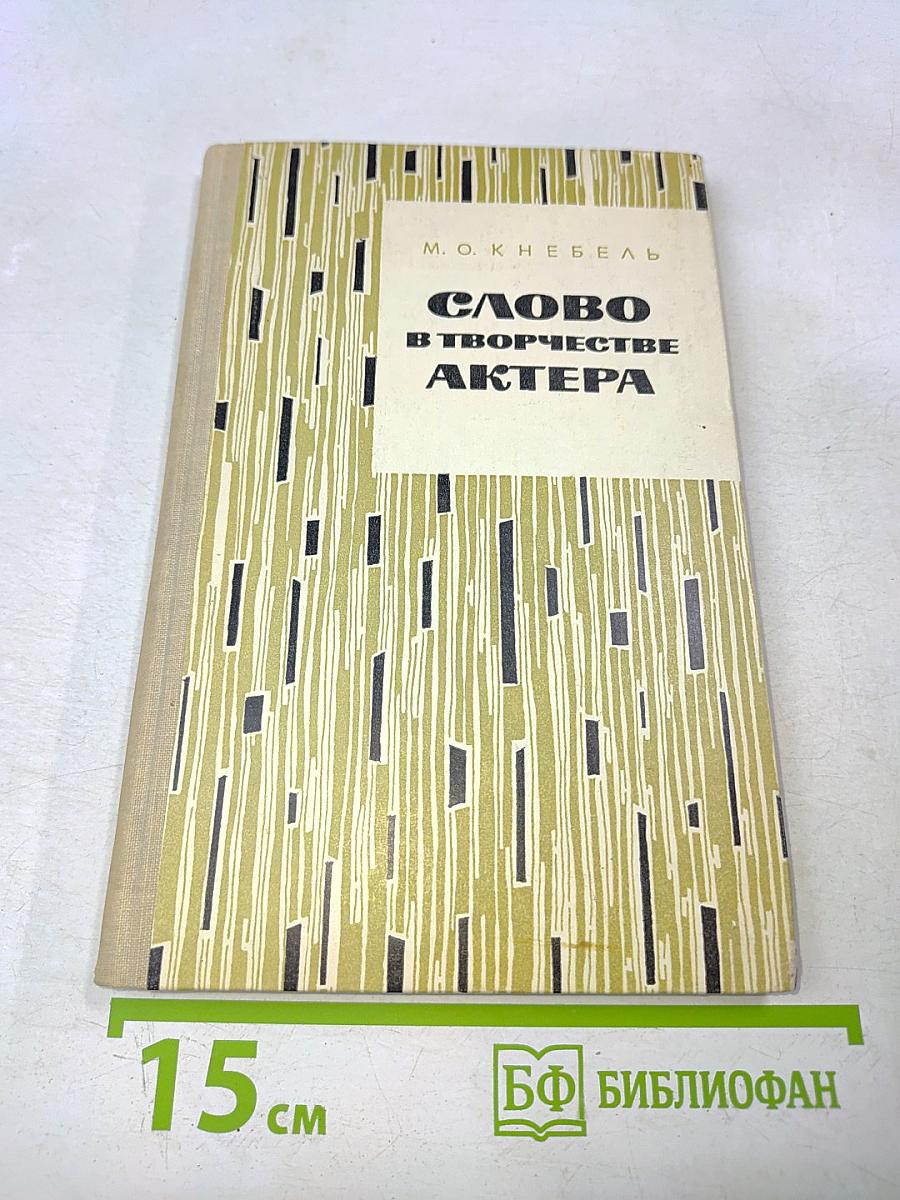 М. О. КНЕБЕЛЬ
СЛОВО
В ТВОРЧЕСТВЕ
АКТЕРА
15 см
БФ БИБЛИОФАН